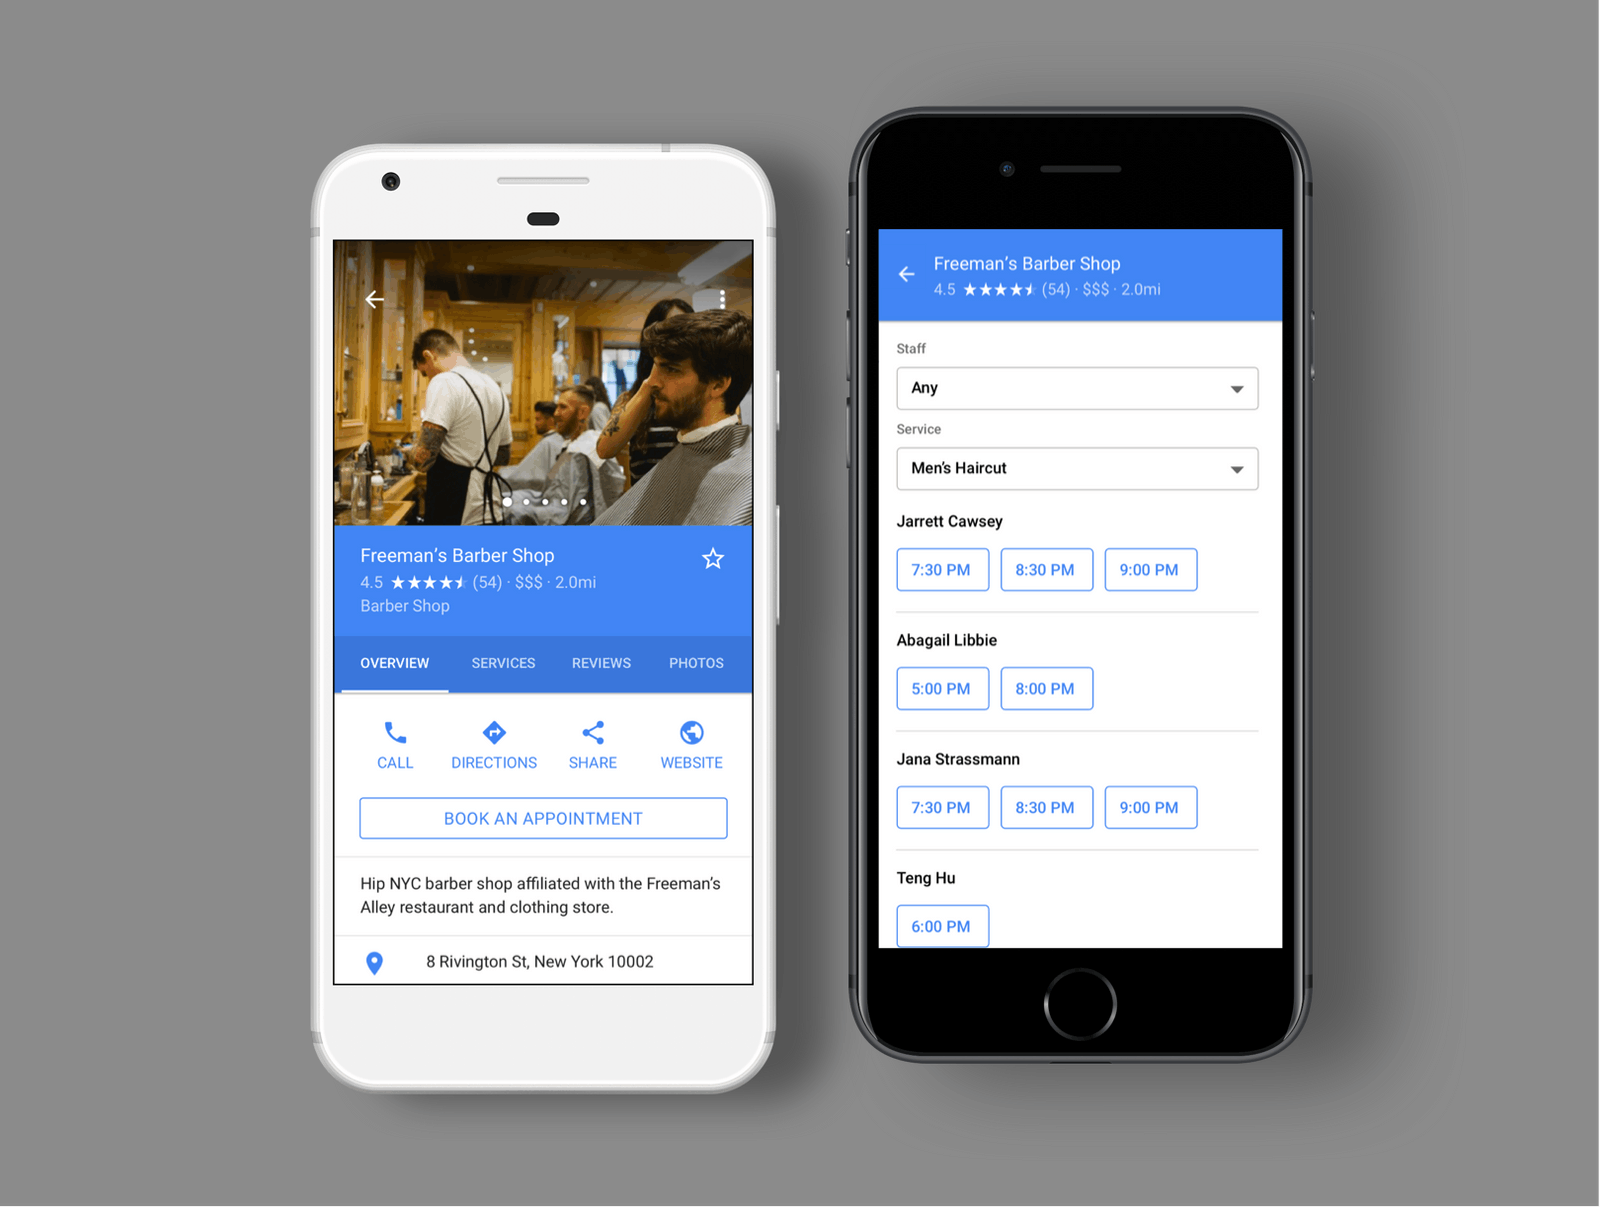 Freeman’s Barber Shop
4.5 ★★★★⯨ (54) · $$$ · 2.0mi
Barber Shop
OVERVIEW SERVICES REVIEWS PHOTOS
CALL DIRECTIONS SHARE WEBSITE
BOOK AN APPOINTMENT
Hip NYC barber shop affiliated with the Freeman’s
Alley restaurant and clothing store.
8 Rivington St, New York 10002
Freeman’s Barber Shop
4.5 ★★★★⯨ (54) · $$$ · 2.0mi
Staff
Any
Service
Men’s Haircut
Jarrett Cawsey
7:30 PM 8:30 PM 9:00 PM
Abagail Libbie
5:00 PM 8:00 PM
Jana Strassmann
7:30 PM 8:30 PM 9:00 PM
Teng Hu
6:00 PM